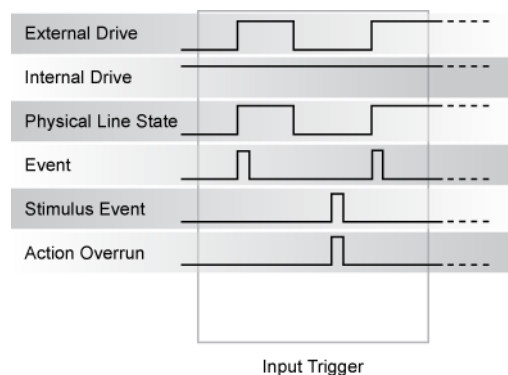 External Drive
Internal Drive
Physical Line State
Event
Stimulus Event
Action Overrun
Input Trigger